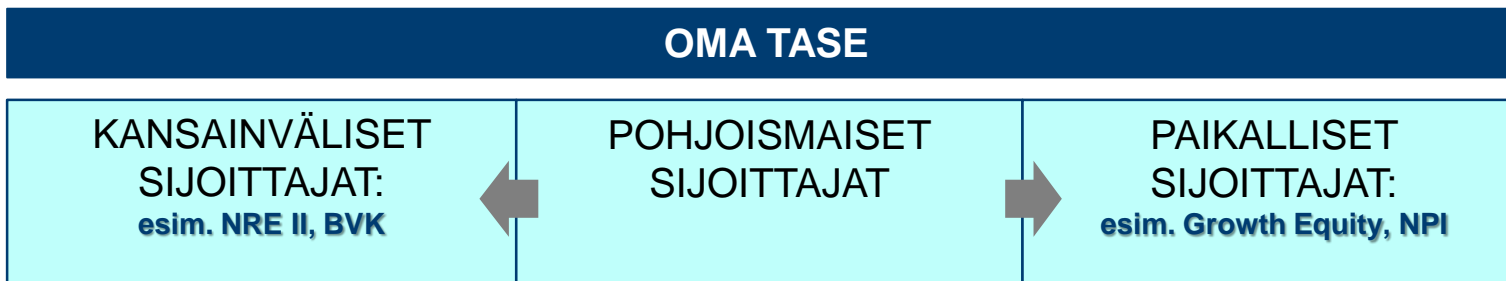 OMA TASE
KANSAINVÄLISET
SIJOITTAJAT:
esim. NRE II, BVK
POHJOISMAISET
SIJOITTAJAT
PAIKALLISET
SIJOITTAJAT:
esim. Growth Equity, NPI